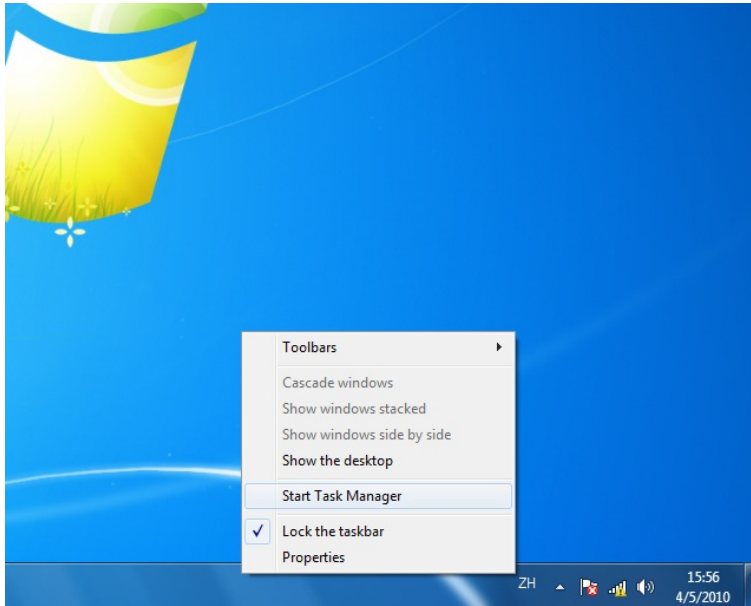 Toolbars
Cascade windows
Show windows stacked
Show windows side by side
Show the desktop
Start Task Manager
Lock the taskbar
Properties
ZH
15:56
4/5/2010